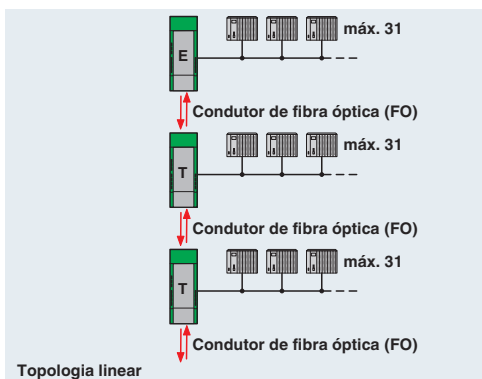 máx. 31
E
Condutor de fibra óptica (FO)
máx. 31
T
Condutor de fibra óptica (FO)
máx. 31
T
Condutor de fibra óptica (FO)
Topologia linear